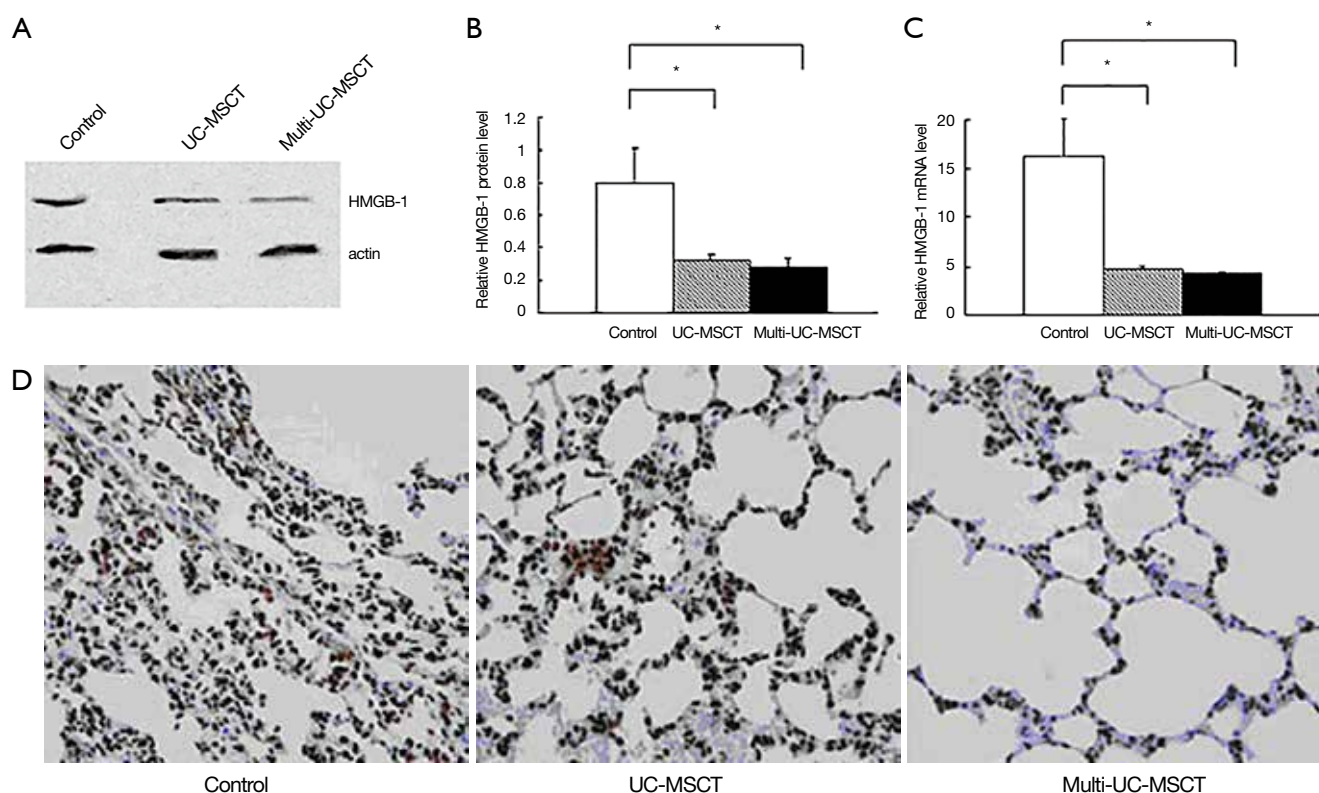 A
Control
UC-MSCT
Multi-UC-MSCT
HMGB-1
actin
B
*
*
Relative HMGB-1 protein level
1.2
1
0.8
0.6
0.4
0.2
0
Control
UC-MSCT
Multi-UC-MSCT
C
*
*
Relative HMGB-1 mRNA level
20
15
10
5
0
Control
UC-MSCT
Multi-UC-MSCT
D
Control
UC-MSCT
Multi-UC-MSCT